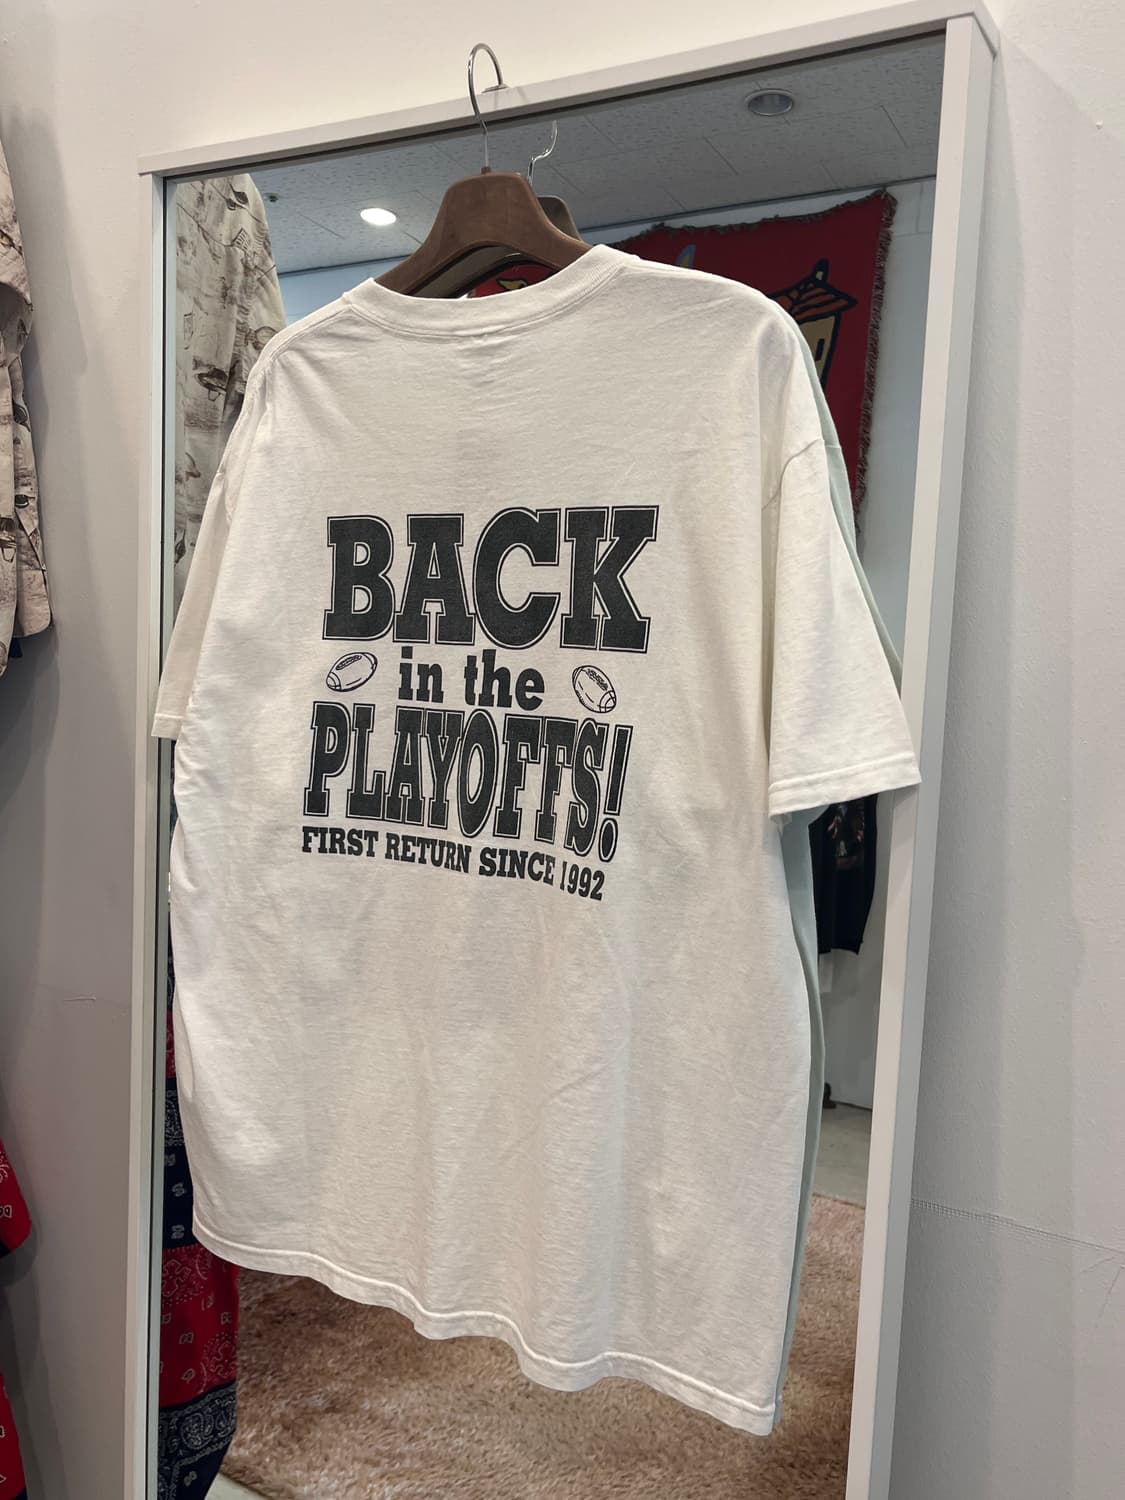 BACK
in the
PLAYOFFS!
FIRST RETURN SINCE 1992